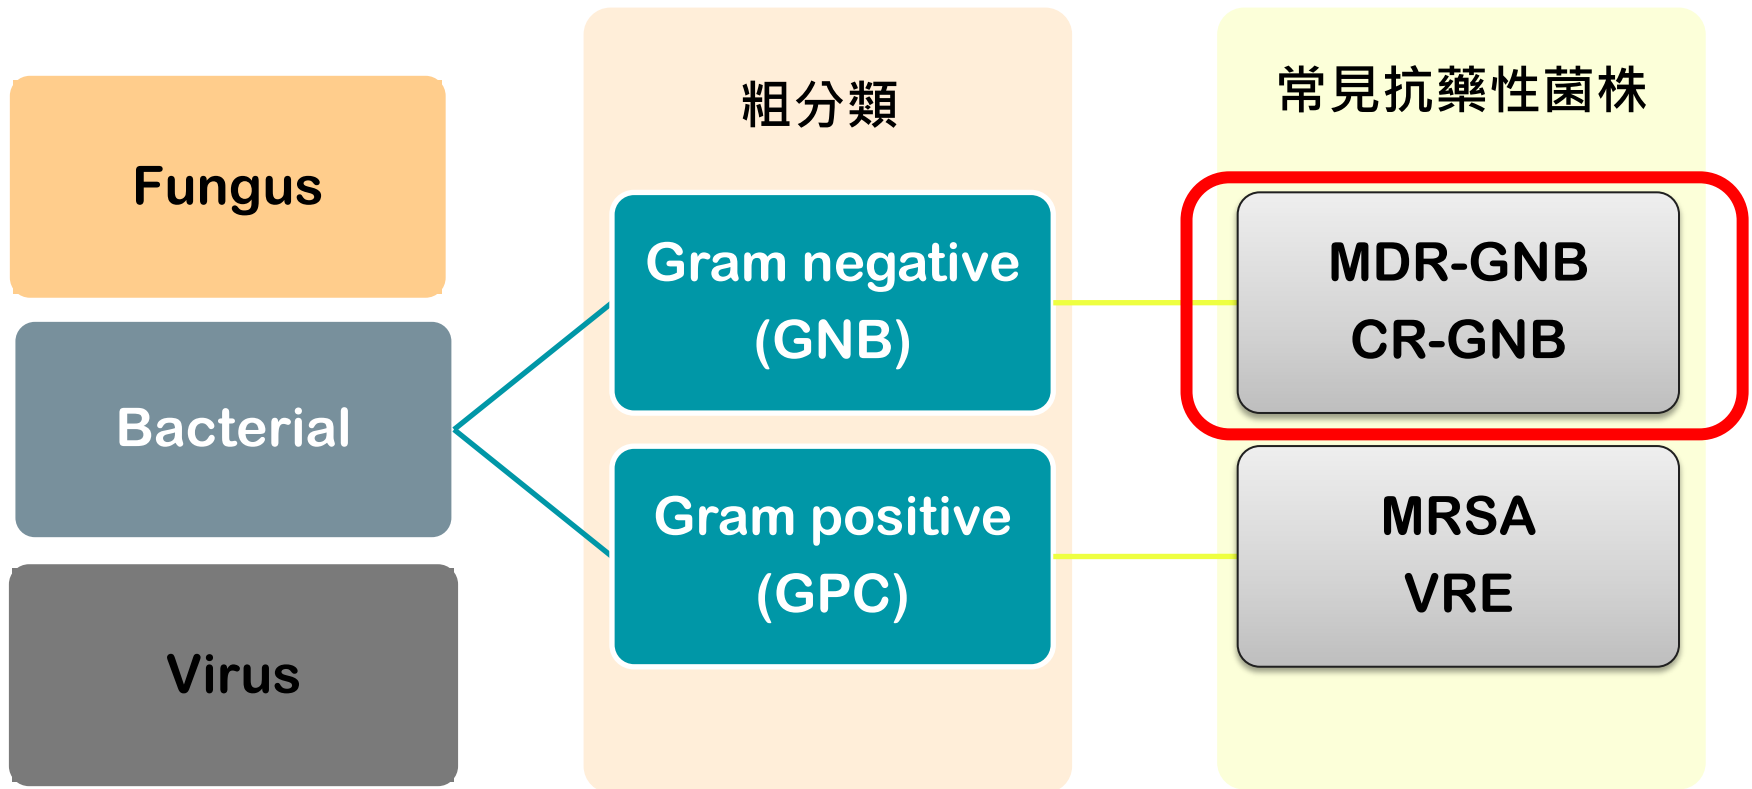 Fungus
Bacterial
Virus
粗分類
Gram negative
(GNB)
Gram positive
(GPC)
常見抗藥性菌株
MDR-GNB
CR-GNB
MRSA
VRE